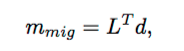 m_{mig} = L^T d,